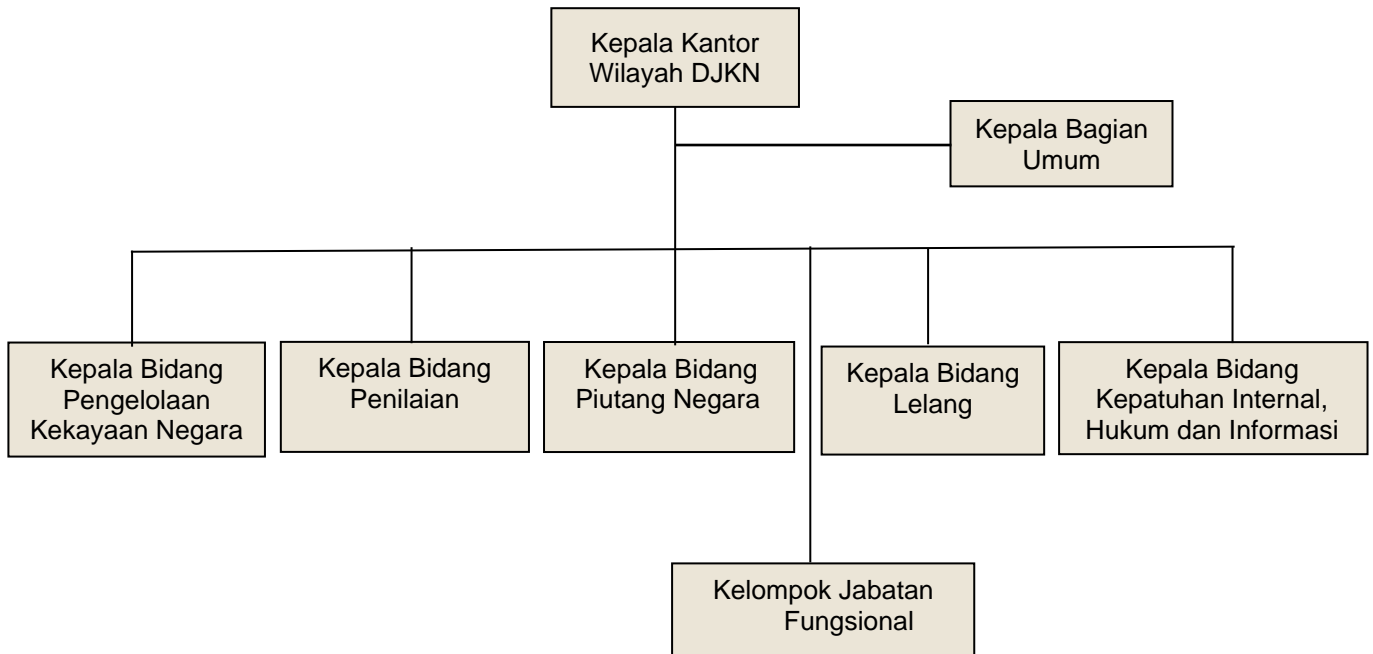 Kepala Kantor
Wilayah DJKN
Kepala Bagian
Umum
Kepala Bidang
Pengelolaan
Kekayaan Negara
Kepala Bidang
Penilaian
Kepala Bidang
Piutang Negara
Kepala Bidang
Lelang
Kepala Bidang
Kepatuhan Internal,
Hukum dan Informasi
Kelompok Jabatan
Fungsional